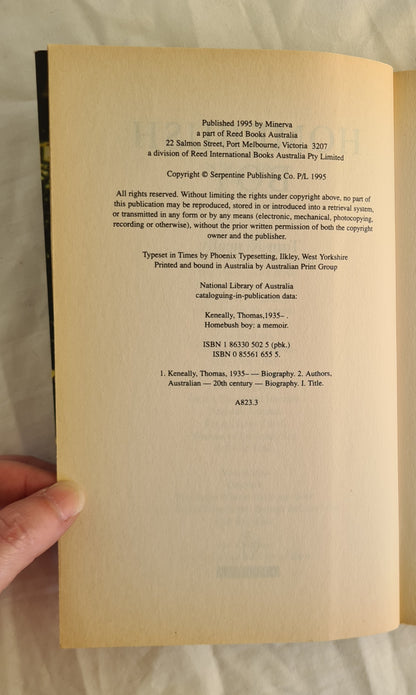 Published 1995 by Minerva
a part of Reed Books Australia
22 Salmon Street, Port Melbourne, Victoria 3207
a division of Reed International Books Australia Pty Limited
Copyright © Serpentine Publishing Co. P/L 1995
All rights reserved. Without limiting the rights under copyright above, no part of
this publication may be reproduced, stored in or introduced into a retrieval system,
or transmitted in any form or by any means (electronic, mechanical, photocopying,
recording or otherwise), without the prior written permission of both the copyright
owner and the publisher.
Typeset in Times by Phoenix Typesetting, Ilkley, West Yorkshire
Printed and bound in Australia by Australian Print Group
National Library of Australia
cataloguing-in-publication data:
Keneally, Thomas,1935– .
Homebush boy: a memoir.
ISBN 1 86330 502 5 (pbk.)
ISBN 0 85561 655 5.
1. Keneally, Thomas, 1935– — Biography. 2. Authors,
Australian — 20th century — Biography. I. Title.
A823.3